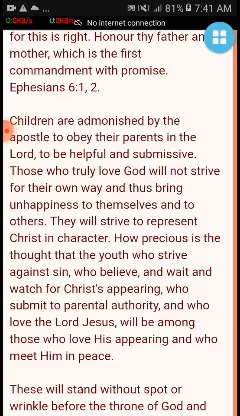 81% 7:41 AM
0:0KB/s U:0KB/s No internet connection
for this is right. Honour thy father and
mother, which is the first
commandment with promise.
Ephesians 6:1, 2.
Children are admonished by the
apostle to obey their parents in the
Lord, to be helpful and submissive.
Those who truly love God will not strive
for their own way and thus bring
unhappiness to themselves and to
others. They will strive to represent
Christ in character. How precious is the
thought that the youth who strive
against sin, who believe, and wait and
watch for Christ's appearing, who
submit to parental authority, and who
love the Lord Jesus, will be among
those who love His appearing and who
meet Him in peace.
These will stand without spot or
wrinkle before the throne of God and